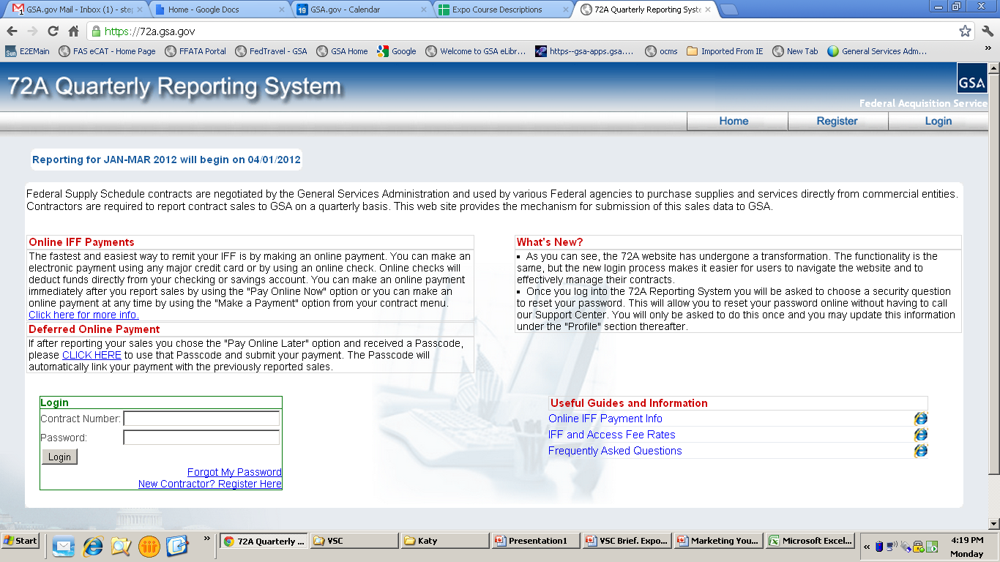 GSA.gov Mail - Inbox (1) - ste
Home - Google Docs
19 GSA.gov - Calendar
Expo Course Descriptions
72A Quarterly Reporting Syste
https://72a.gsa.gov
E2EMain
FAS eCAT - Home Page
FFATA Portal
FedTravel - GSA
GSA Home
Google
Welcome to GSA eLibr...
https--gsa-apps.gsa....
ocms
Imported From IE
New Tab
General Services Adm...
»
72A Quarterly Reporting System
GSA
Federal Acquisition Service
Home
Register
Login
Reporting for JAN-MAR 2012 will begin on 04/01/2012
Federal Supply Schedule contracts are negotiated by the General Services Administration and used by various Federal agencies to purchase supplies and services directly from commercial entities.
Contractors are required to report contract sales to GSA on a quarterly basis. This web site provides the mechanism for submission of this sales data to GSA.
Online IFF Payments
The fastest and easiest way to remit your IFF is by making an online payment. You can make an
electronic payment using any major credit card or by using an online check. Online checks will
deduct funds directly from your checking or savings account. You can make an online payment
immediately after you report sales by using the "Pay Online Now" option or you can make an
online payment at any time by using the "Make a Payment" option from your contract menu.
Click here for more info.
Deferred Online Payment
If after reporting your sales you chose the "Pay Online Later" option and received a Passcode,
please CLICK HERE to use that Passcode and submit your payment. The Passcode will
automatically link your payment with the previously reported sales.
What's New?
▪ As you can see, the 72A website has undergone a transformation. The functionality is the
same, but the new login process makes it easier for users to navigate the website and to
effectively manage their contracts.
▪ Once you log into the 72A Reporting System you will be asked to choose a security question
to reset your password. This will allow you to reset your password online without having to call
our Support Center. You will only be asked to do this once and you may update this information
under the "Profile" section thereafter.
Login
Contract Number:
Password:
Login
Forgot My Password
New Contractor? Register Here
Useful Guides and Information
Online IFF Payment Info
IFF and Access Fee Rates
Frequently Asked Questions
Start
»
72A Quarterly ...
VSC
Katy
Presentation1
VSC Brief. Expo...
Marketing You...
Microsoft Excel...
«
4:19 PM
Monday